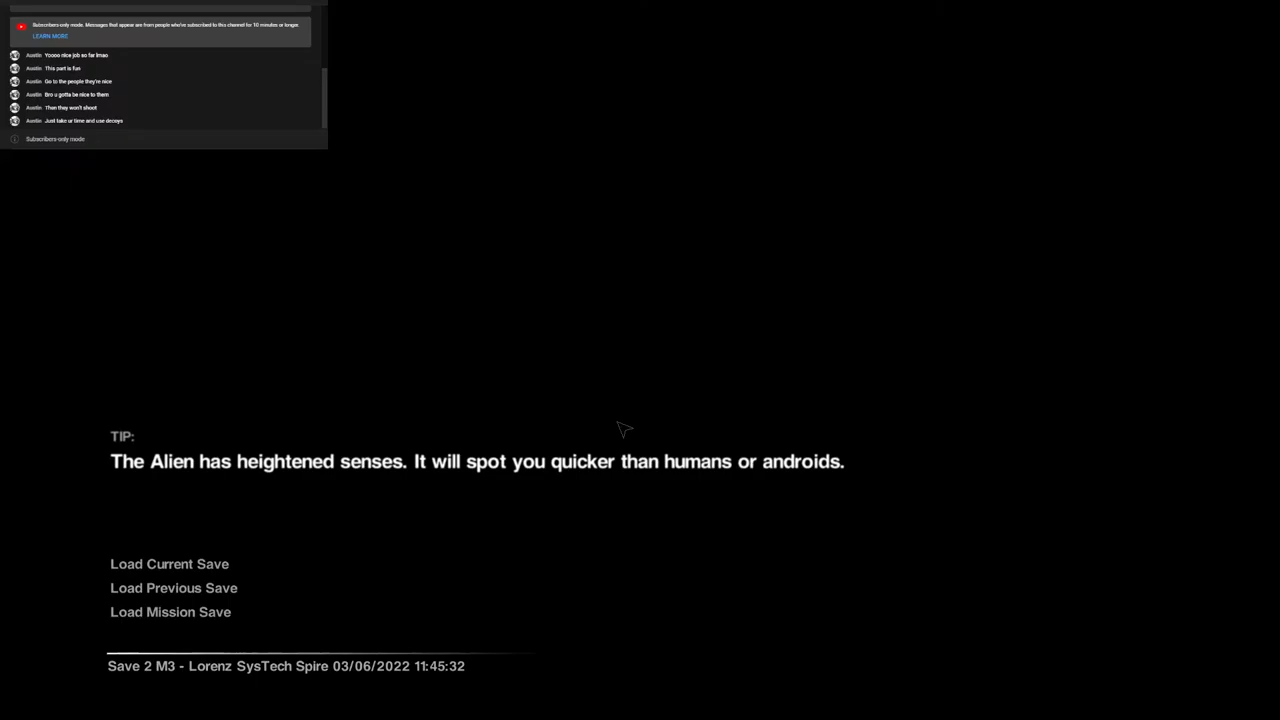 Subscribers-only mode. Messages that appear are from people who've subscribed to this channel for 10 minutes or longer.
LEARN MORE
Austin Yoooo nice job so far lmao
Austin This part is fun
Austin Go to the people they're nice
Austin Bro u gotta be nice to them
Austin Then they won't shoot
Austin Just take ur time and use decoys
Subscribers-only mode
TIP:
The Alien has heightened senses. It will spot you quicker than humans or androids.
Load Current Save
Load Previous Save
Load Mission Save
Save 2 M3 - Lorenz SysTech Spire 03/06/2022 11:45:32